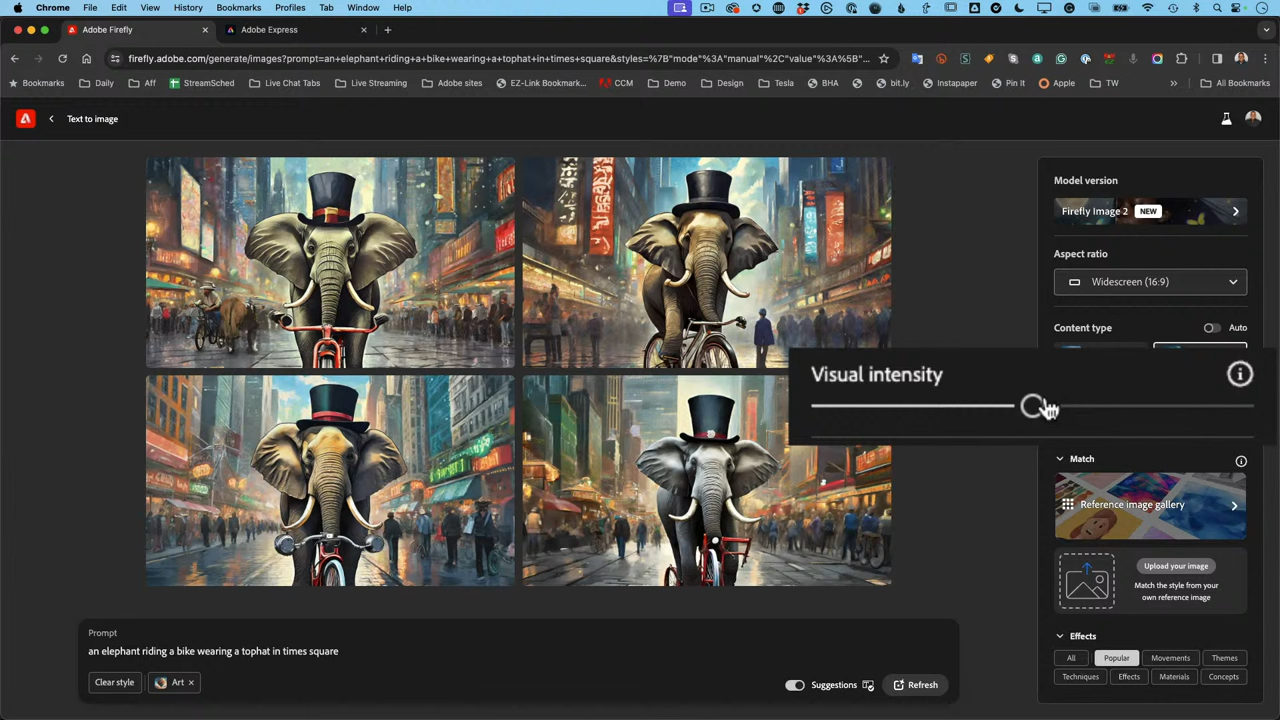 Chrome File Edit View History Bookmarks Profiles Tab Window Help
Adobe Firefly × Adobe Express × +
firefly.adobe.com/generate/images?prompt=an+elephant+riding+a+bike+wearing+a+tophat+in+times+square&styles=%7B"mode"%3A"manual"%2C"value"%3A%5B...
Bookmarks Daily Aff StreamSched Live Chat Tabs Live Streaming Adobe sites EZ-Link Bookmark... CCM Demo Design Tesla BHA bit.ly Instapaper Pin It Apple TW » All Bookmarks
Text to image
Model version
Firefly Image 2 NEW
Aspect ratio
Widescreen (16:9)
Content type Auto
Visual intensity
Match
Reference image gallery
Upload your image
Match the style from your
own reference image
Effects
All Popular Movements Themes
Techniques Effects Materials Concepts
Prompt
an elephant riding a bike wearing a tophat in times square
Clear style Art ×
Suggestions Refresh